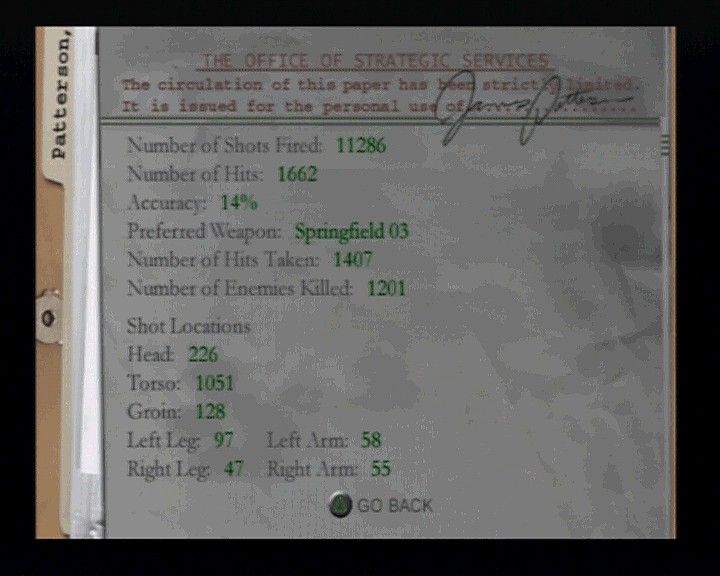 Patterson,
THE OFFICE OF STRATEGIC SERVICES
The circulation of this paper has been strictly limited.
It is issued for the personal use of..................
Number of Shots Fired: 11286
Number of Hits: 1662
Accuracy: 14%
Preferred Weapon: Springfield 03
Number of Hits Taken: 1407
Number of Enemies Killed: 1201
Shot Locations
Head: 226
Torso: 1051
Groin: 128
Left Leg: 97 Left Arm: 58
Right Leg: 47 Right Arm: 55
GO BACK